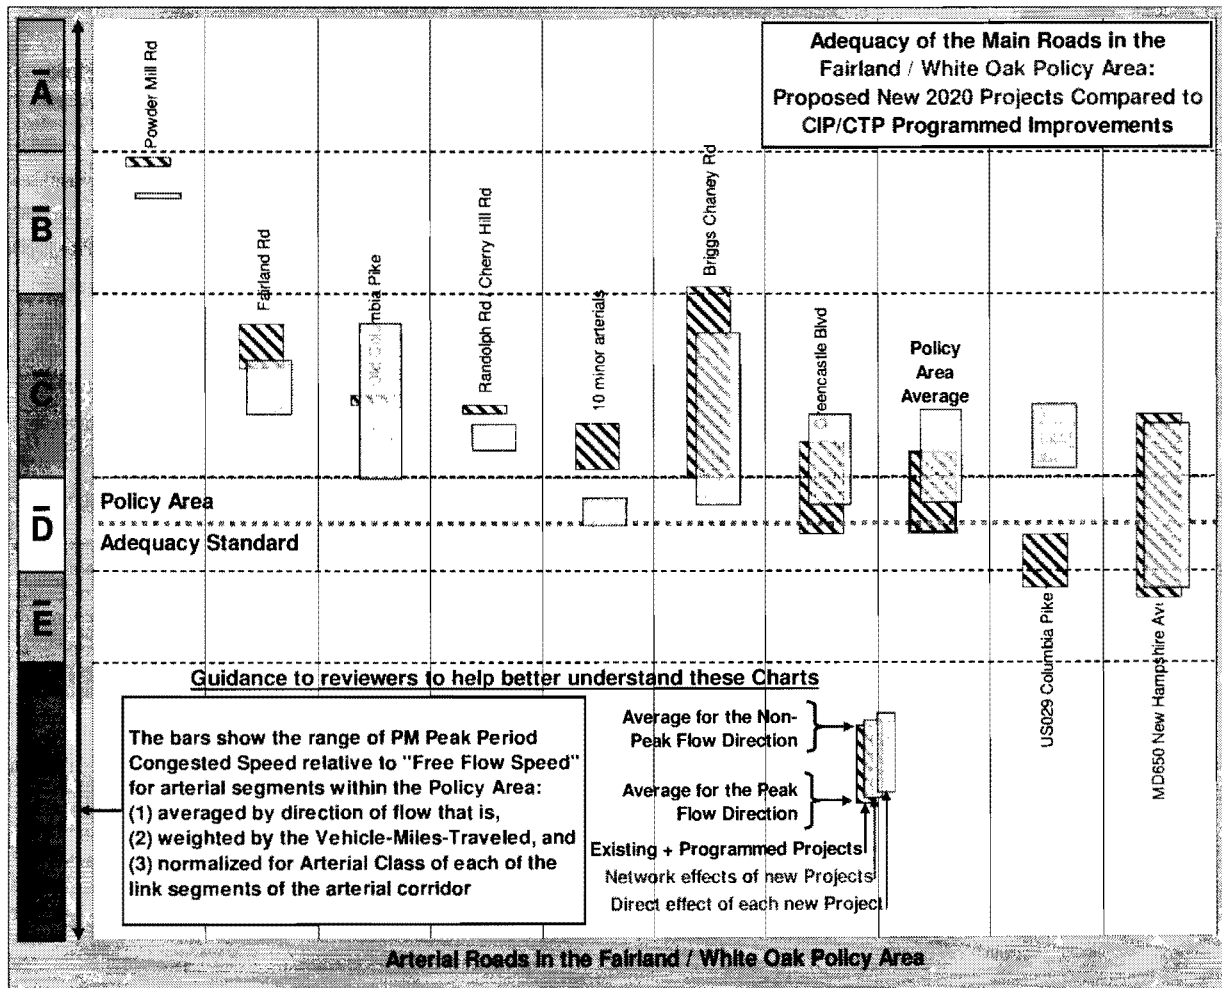 Adequacy of the Main Roads in the
Fairland / White Oak Policy Area:
Proposed New 2020 Projects Compared to
CIP/CTP Programmed Improvements
A
B
C
D
E
Powder Mill Rd
Fairland Rd
Columbia Pike
Randolph Rd / Cherry Hill Rd
10 minor arterials
Briggs Chaney Rd
Greencastle Blvd
Policy
Area
Average
US029 Columbia Pike
MD650 New Hampshire Av
Policy Area
Adequacy Standard
Guidance to reviewers to help better understand these Charts
The bars show the range of PM Peak Period
Congested Speed relative to "Free Flow Speed"
for arterial segments within the Policy Area:
(1) averaged by direction of flow that is,
(2) weighted by the Vehicle-Miles-Traveled, and
(3) normalized for Arterial Class of each of the
link segments of the arterial corridor
Average for the Non-
Peak Flow Direction
Average for the Peak
Flow Direction
Existing + Programmed Projects
Network effects of new Projects
Direct effect of each new Project
Arterial Roads in the Fairland / White Oak Policy Area